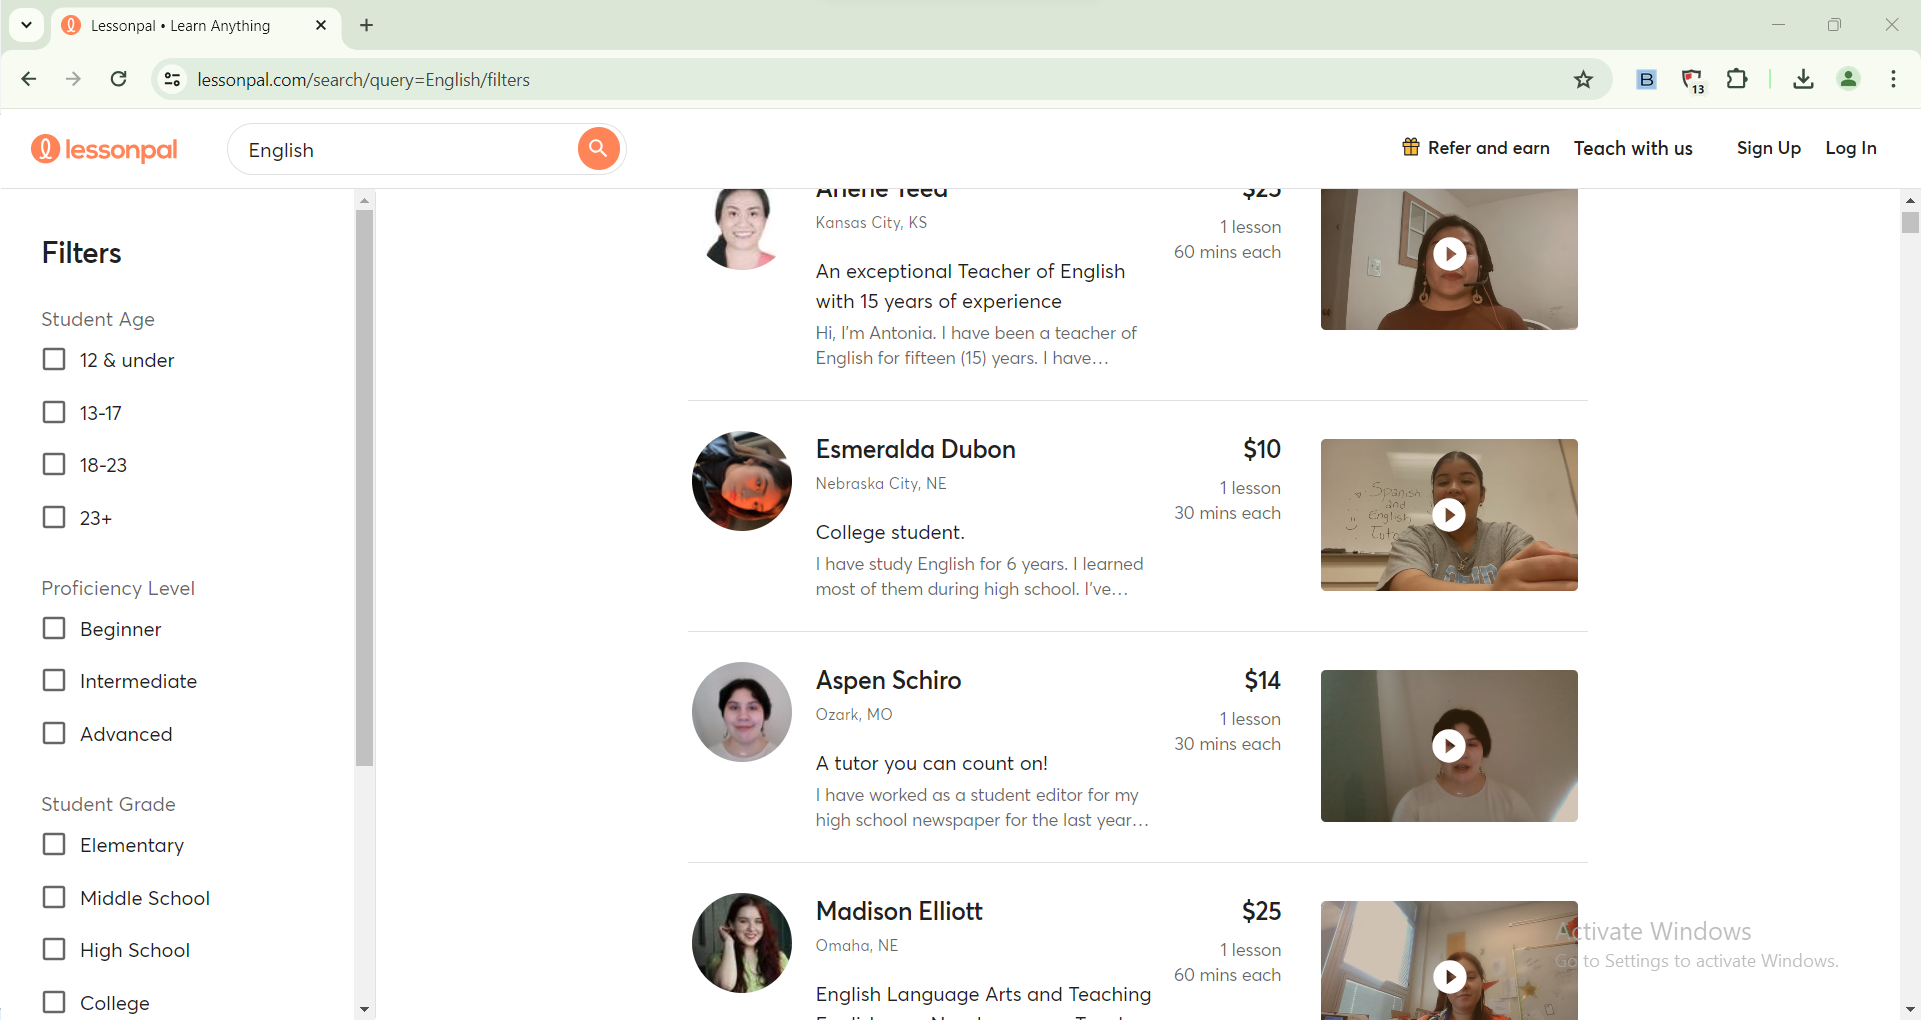 Lessonpal • Learn Anything
lessonpal.com/search/query=English/filters
B
13
lessonpal
English
Refer and earn
Teach with us
Sign Up
Log In
Filters
Student Age
12 & under
13-17
18-23
23+
Proficiency Level
Beginner
Intermediate
Advanced
Student Grade
Elementary
Middle School
High School
College
$25
Kansas City, KS
1 lesson
60 mins each
An exceptional Teacher of English
with 15 years of experience
Hi, I'm Antonia. I have been a teacher of
English for fifteen (15) years. I have...
Esmeralda Dubon
$10
Nebraska City, NE
1 lesson
30 mins each
College student.
I have study English for 6 years. I learned
most of them during high school. I've...
Spanish
and
English
Aspen Schiro
$14
Ozark, MO
1 lesson
30 mins each
A tutor you can count on!
I have worked as a student editor for my
high school newspaper for the last year...
Madison Elliott
$25
Omaha, NE
1 lesson
60 mins each
English Language Arts and Teaching
Activate Windows
Go to Settings to activate Windows.